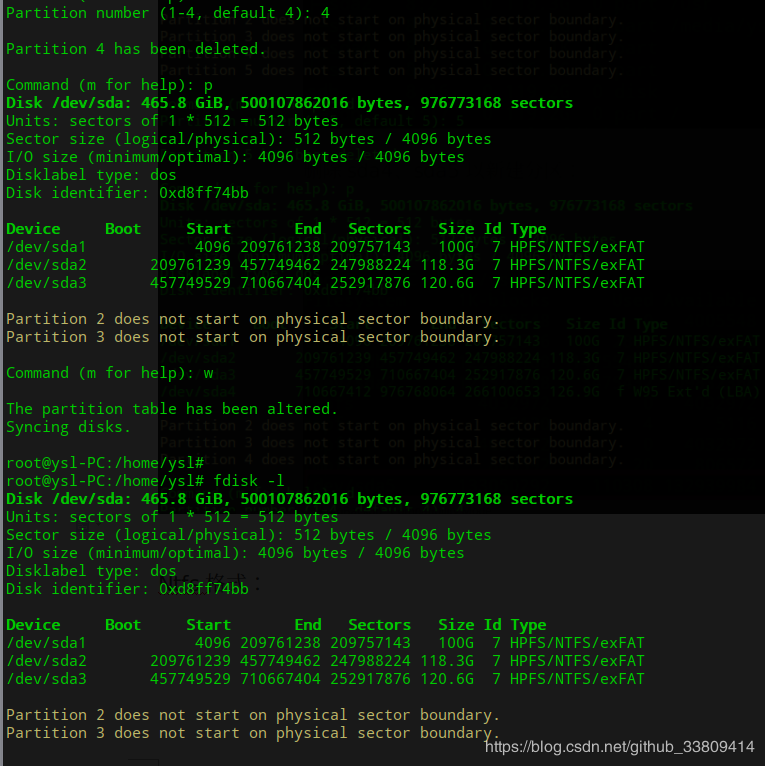 Partition number (1-4, default 4): 4
Partition 4 has been deleted.
Command (m for help): p
Disk /dev/sda: 465.8 GiB, 500107862016 bytes, 976773168 sectors
Units: sectors of 1 * 512 = 512 bytes
Sector size (logical/physical): 512 bytes / 4096 bytes
I/O size (minimum/optimal): 4096 bytes / 4096 bytes
Disklabel type: dos
Disk identifier: 0xd8ff74bb
Device     Boot     Start       End   Sectors   Size Id Type
/dev/sda1            4096 209761238 209757143   100G  7 HPFS/NTFS/exFAT
/dev/sda2       209761239 457749462 247988224 118.3G  7 HPFS/NTFS/exFAT
/dev/sda3       457749529 710667404 252917876 120.6G  7 HPFS/NTFS/exFAT
Partition 2 does not start on physical sector boundary.
Partition 3 does not start on physical sector boundary.
Command (m for help): w
The partition table has been altered.
Syncing disks.
root@ysl-PC:/home/ysl#
root@ysl-PC:/home/ysl# fdisk -l
Disk /dev/sda: 465.8 GiB, 500107862016 bytes, 976773168 sectors
Units: sectors of 1 * 512 = 512 bytes
Sector size (logical/physical): 512 bytes / 4096 bytes
I/O size (minimum/optimal): 4096 bytes / 4096 bytes
Disklabel type: dos
Disk identifier: 0xd8ff74bb
Device     Boot     Start       End   Sectors   Size Id Type
/dev/sda1            4096 209761238 209757143   100G  7 HPFS/NTFS/exFAT
/dev/sda2       209761239 457749462 247988224 118.3G  7 HPFS/NTFS/exFAT
/dev/sda3       457749529 710667404 252917876 120.6G  7 HPFS/NTFS/exFAT
Partition 2 does not start on physical sector boundary.
Partition 3 does not start on physical sector boundary.
https://blog.csdn.net/github_33809414